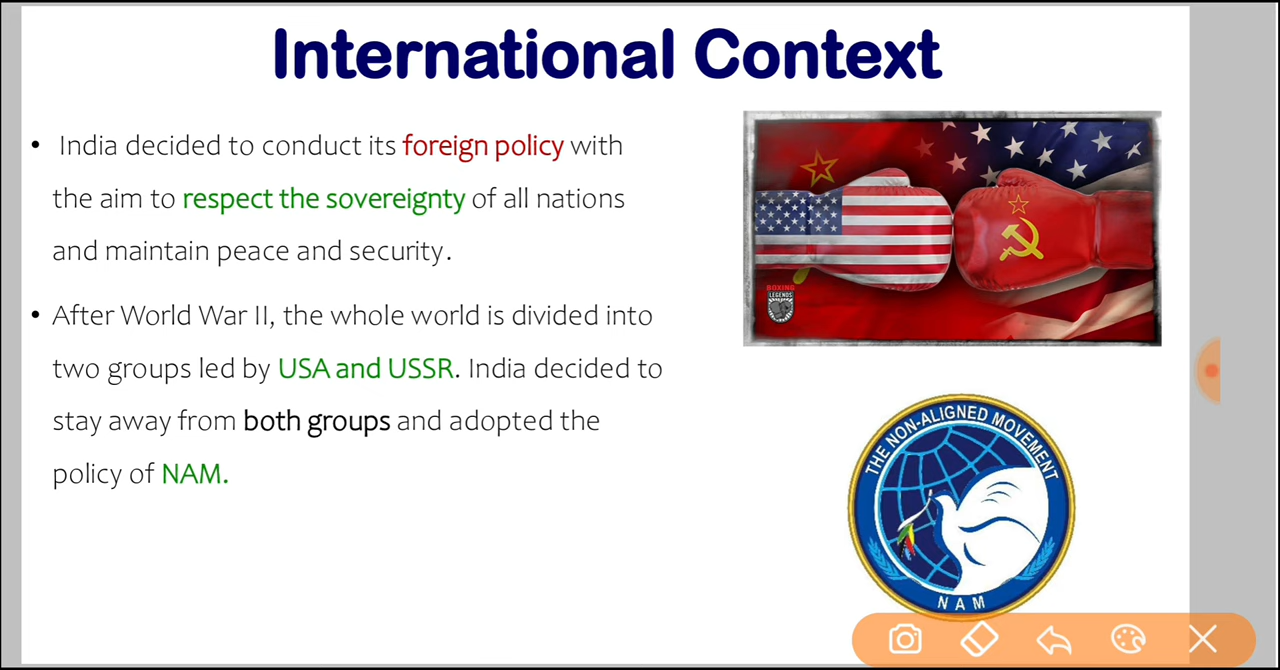 International Context
• India decided to conduct its foreign policy with
the aim to respect the sovereignty of all nations
and maintain peace and security.
• After World War II, the whole world is divided into
two groups led by USA and USSR. India decided to
stay away from both groups and adopted the
policy of NAM.
BOXING
LEGENDS
THE NON-ALIGNED MOVEMENT
NAM